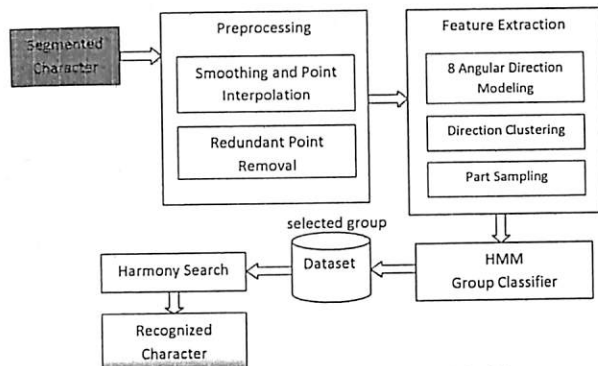 Segmented
Character
Preprocessing
Smoothing and Point
Interpolation
Redundant Point
Removal
Feature Extraction
8 Angular Direction
Modeling
Direction Clustering
Part Sampling
HMM
Group Classifier
selected group
Dataset
Harmony Search
Recognized
Character